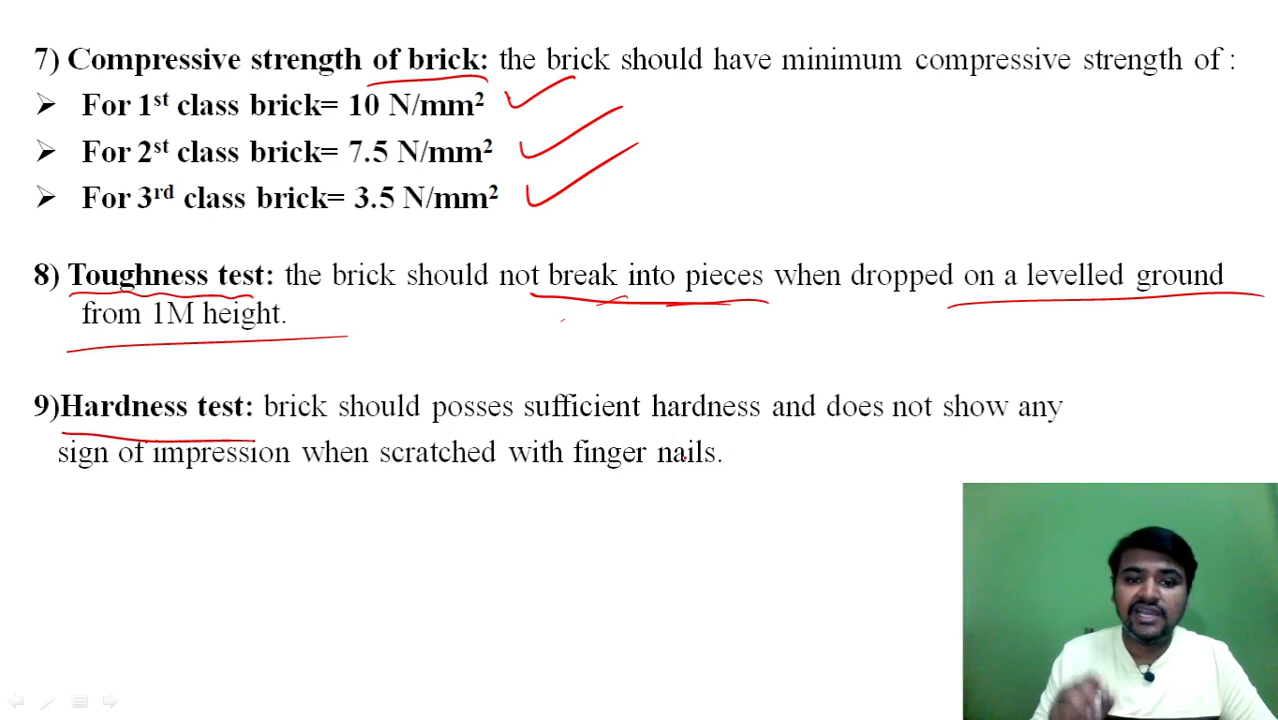 7) Compressive strength of brick: the brick should have minimum compressive strength of :
➢ For 1st class brick= 10 N/mm²
➢ For 2st class brick= 7.5 N/mm²
➢ For 3rd class brick= 3.5 N/mm²
8) Toughness test: the brick should not break into pieces when dropped on a levelled ground
from 1M height.
9)Hardness test: brick should posses sufficient hardness and does not show any
sign of impression when scratched with finger nails.